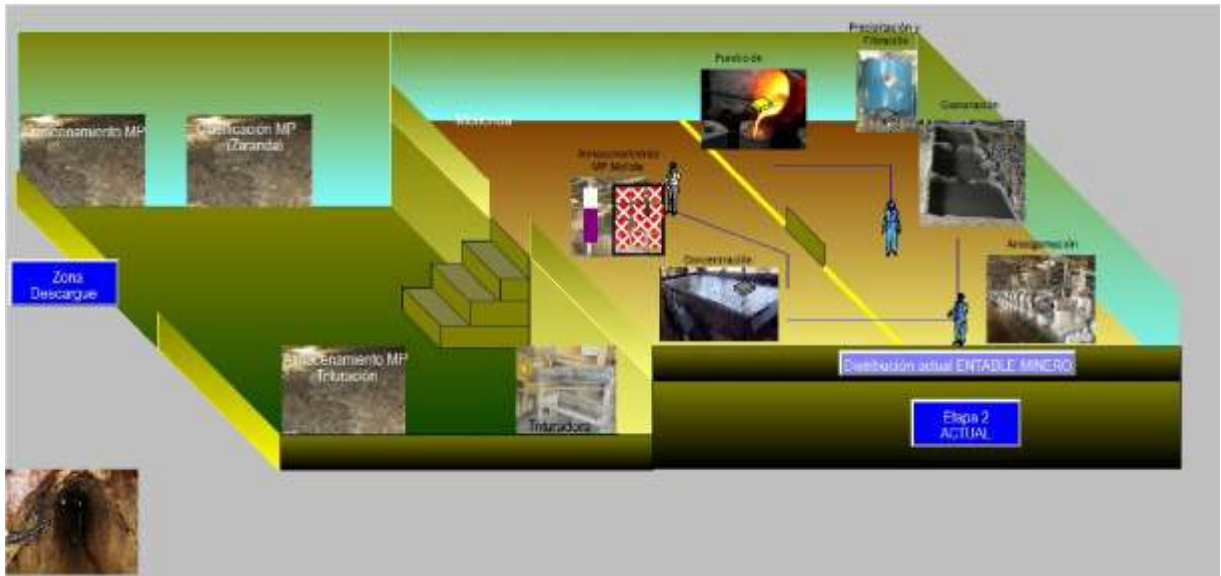 Precipitación y
Filtración
Fundición
Cianuración
Almacenamiento MP
Clasificación MP
(Zaranda)
Molienda
Almacenamiento
MP Molida
Concentración
Amalgamación
Zona
Descargue
Almacenamiento MP
Trituración
Trituradora
Distribución actual ENTABLE MINERO
Etapa 2
ACTUAL